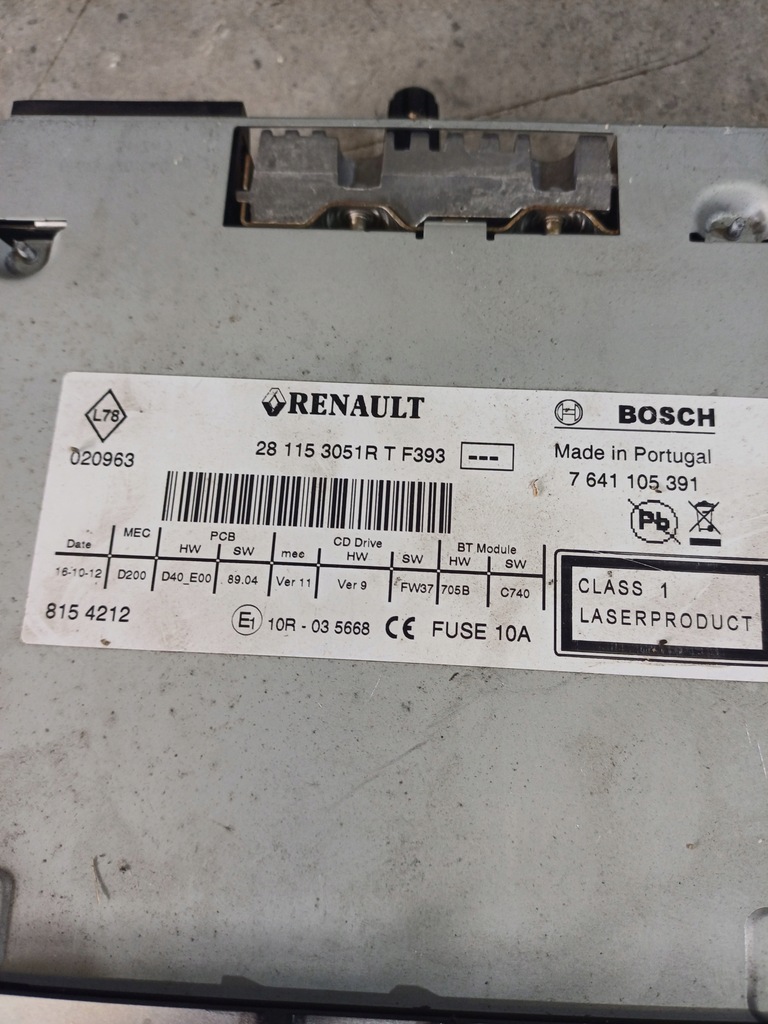 L78
RENAULT
BOSCH
020963
28 115 3051R T F393
---
Made in Portugal
7 641 105 391
Pb
Date MEC PCB HW SW mec CD Drive HW SW BT Module HW SW
16-10-12 D200 D40_E00 89.04 Ver 11 Ver 9 FW37 705B C740
CLASS 1
LASERPRODUCT
815 4212
E1 10R - 03 5668 CE FUSE 10A